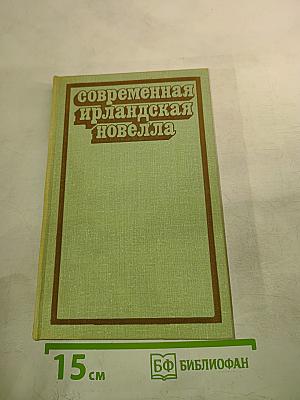 современная
ирландская
новелла
15 см
БФ БИБЛИОФАН